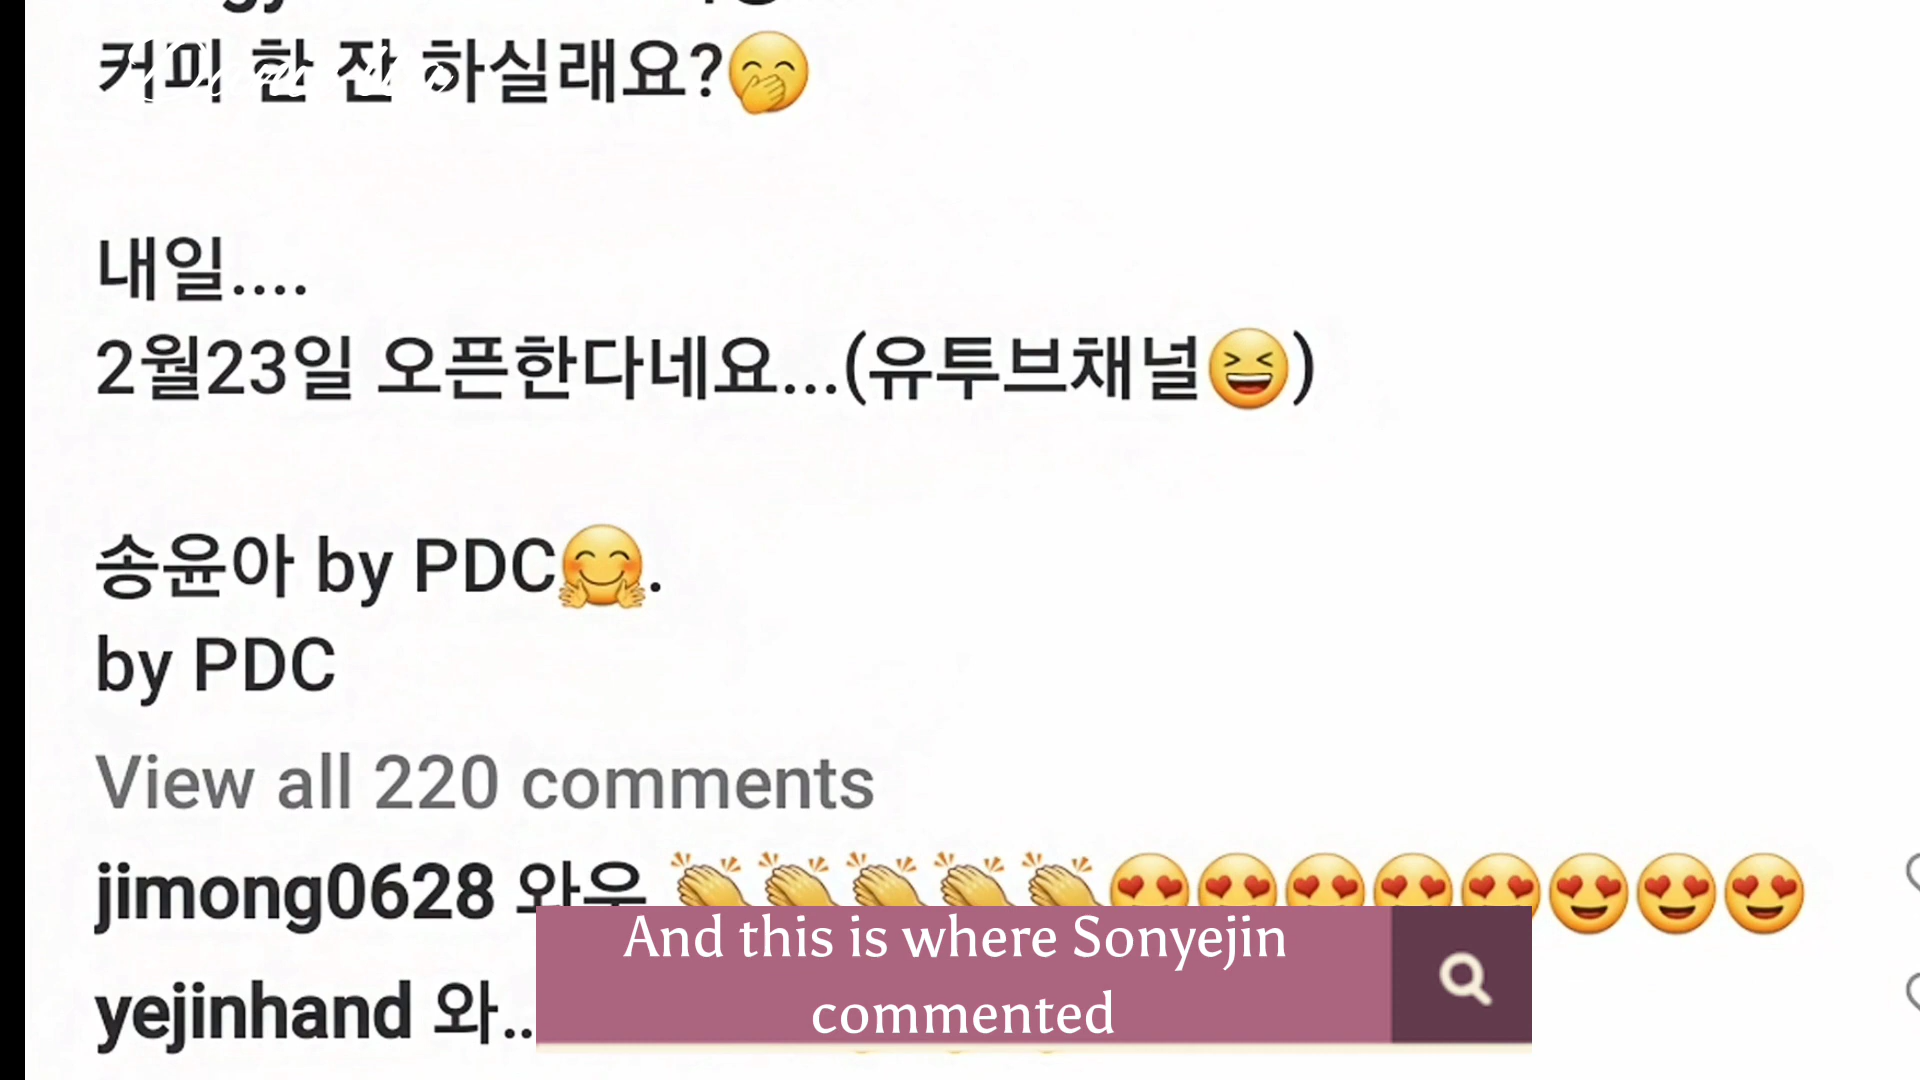 커피 한 잔 하실래요?🤭
내일....
2월23일 오픈한다네요...(유투브채널😆)
송윤아 by PDC🤗.
by PDC
View all 220 comments
jimong0628 와우 👏👏👏👏👏😍😍😍😍😍😍😍😍
yejinhand 와..
And this is where Sonyejin
commented